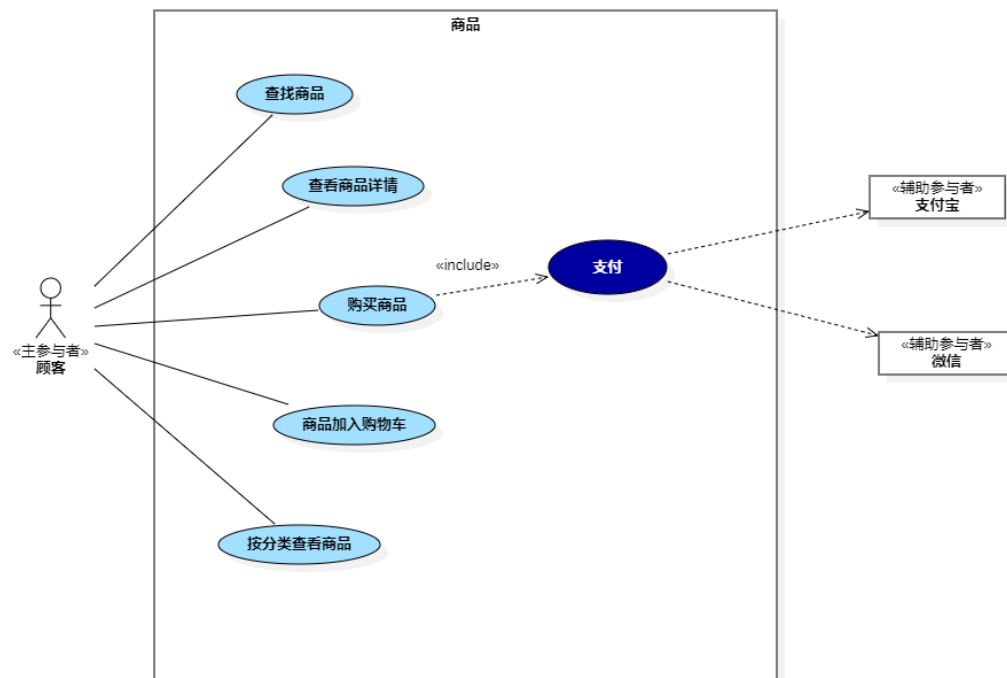 商品
查找商品
查看商品详情
«include»
支付
购买商品
商品加入购物车
按分类查看商品
«主参与者»
顾客
«辅助参与者»
支付宝
«辅助参与者»
微信